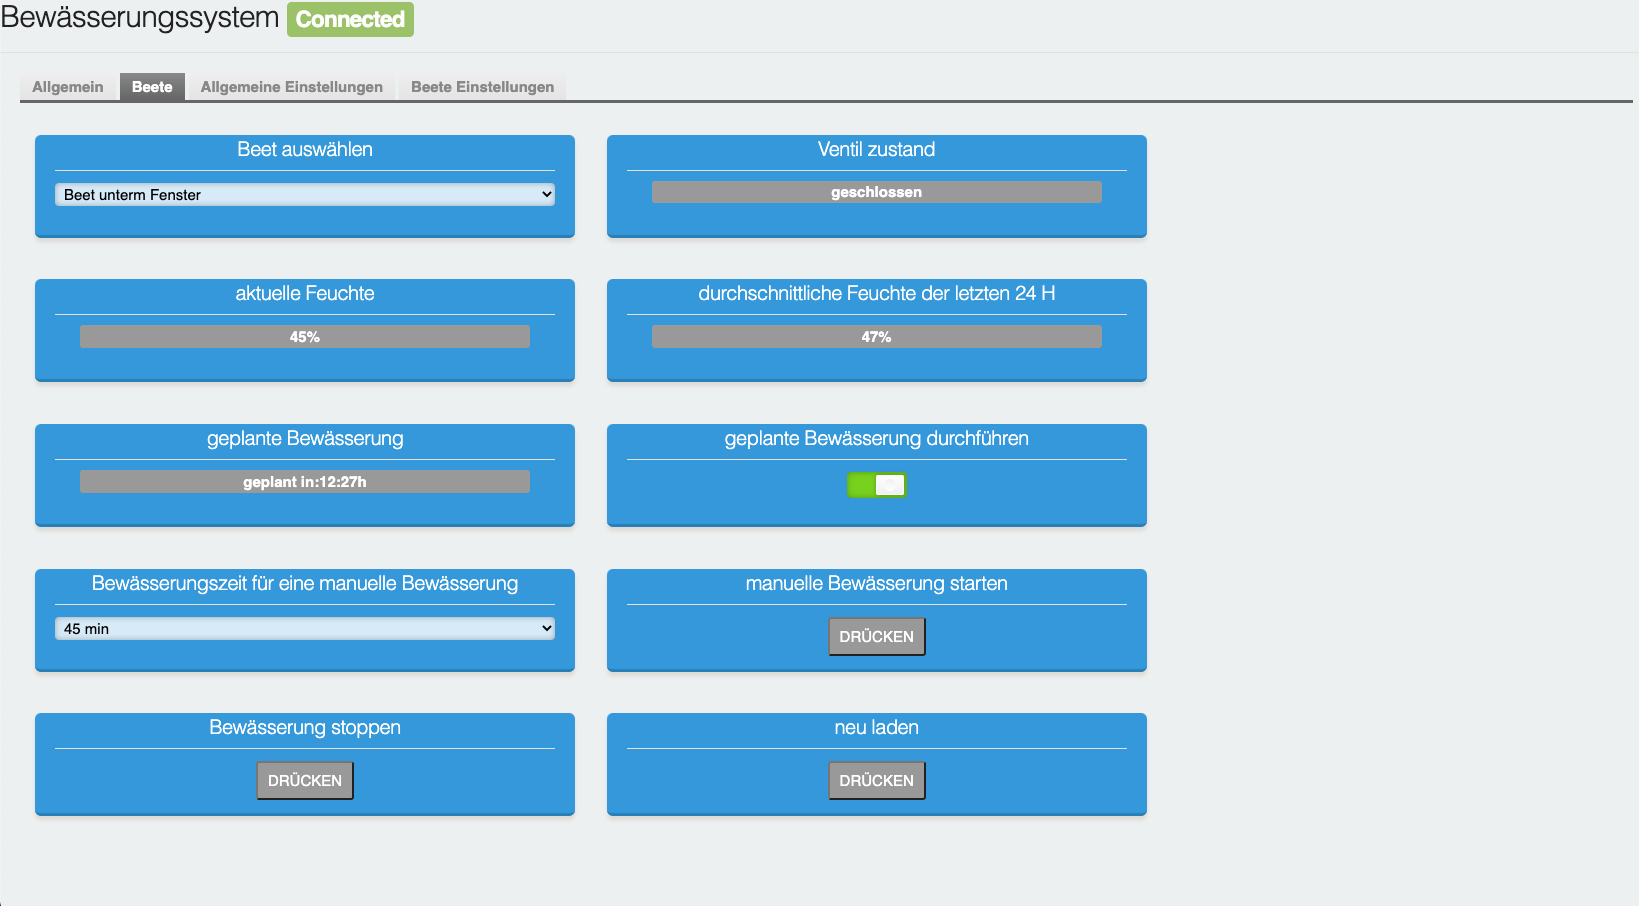 Bewässerungssystem Connected
Allgemein Beete Allgemeine Einstellungen Beete Einstellungen
Beet auswählen
Beet unterm Fenster
Ventil zustand
geschlossen
aktuelle Feuchte
45%
durchschnittliche Feuchte der letzten 24 H
47%
geplante Bewässerung
geplant in:12:27h
geplante Bewässerung durchführen
Bewässerungszeit für eine manuelle Bewässerung
45 min
manuelle Bewässerung starten
DRÜCKEN
Bewässerung stoppen
DRÜCKEN
neu laden
DRÜCKEN